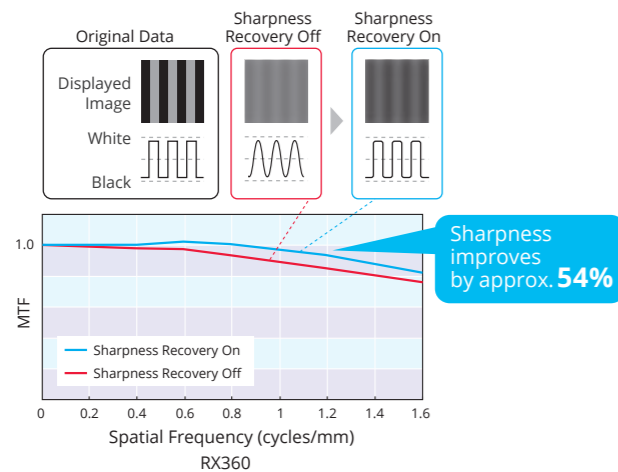 Original Data
Sharpness
Recovery Off
Sharpness
Recovery On
Displayed
Image
White
Black
1.0
MTF
Sharpness
improves
by approx. 54%
Sharpness Recovery On
Sharpness Recovery Off
0 0.2 0.4 0.6 0.8 1 1.2 1.4 1.6
Spatial Frequency (cycles/mm)
RX360